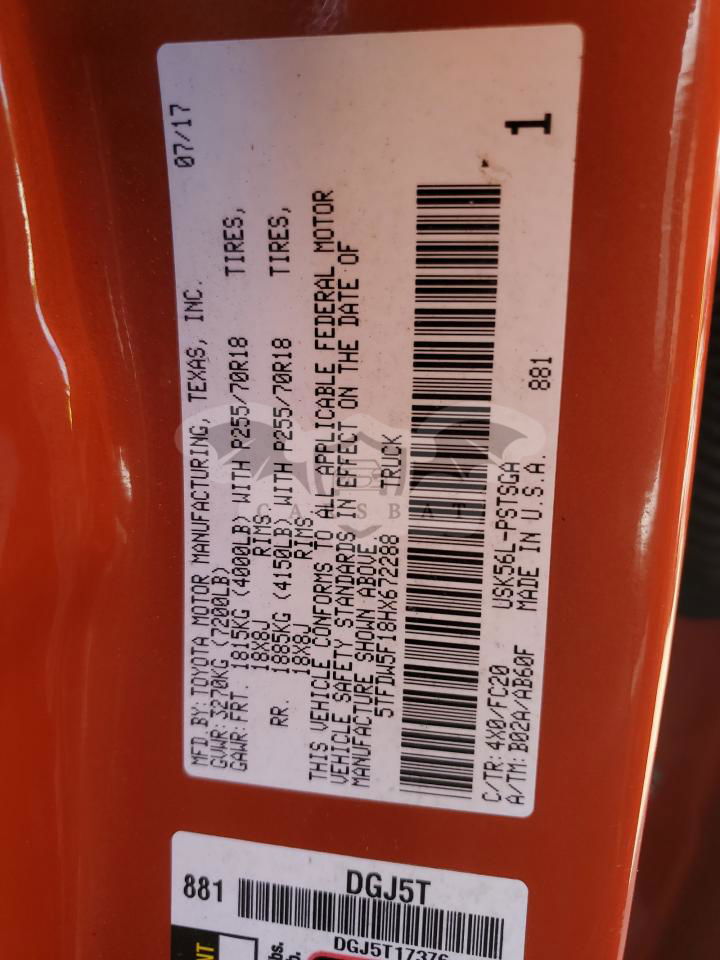 07/17
MFD.BY:TOYOTA MOTOR MANUFACTURING, TEXAS, INC.
GVWR:3270KG (7200LB)
GAWR:FRT. 1815KG (4000LB) WITH P255/70R18 TIRES,
18X8J RIMS,
RR. 1885KG (4150LB) WITH P255/70R18 TIRES,
18X8J RIMS
THIS VEHICLE CONFORMS TO ALL APPLICABLE FEDERAL MOTOR
VEHICLE SAFETY STANDARDS IN EFFECT ON THE DATE OF
MANUFACTURE SHOWN ABOVE.
5TFDW5F18HX672288 TRUCK
1
C/TR:4X0/FC20 USK56L-PSTSGA 881
A/TM:B02A/AB60F MADE IN U.S.A.
881 DGJ5T
DGJ5T17376